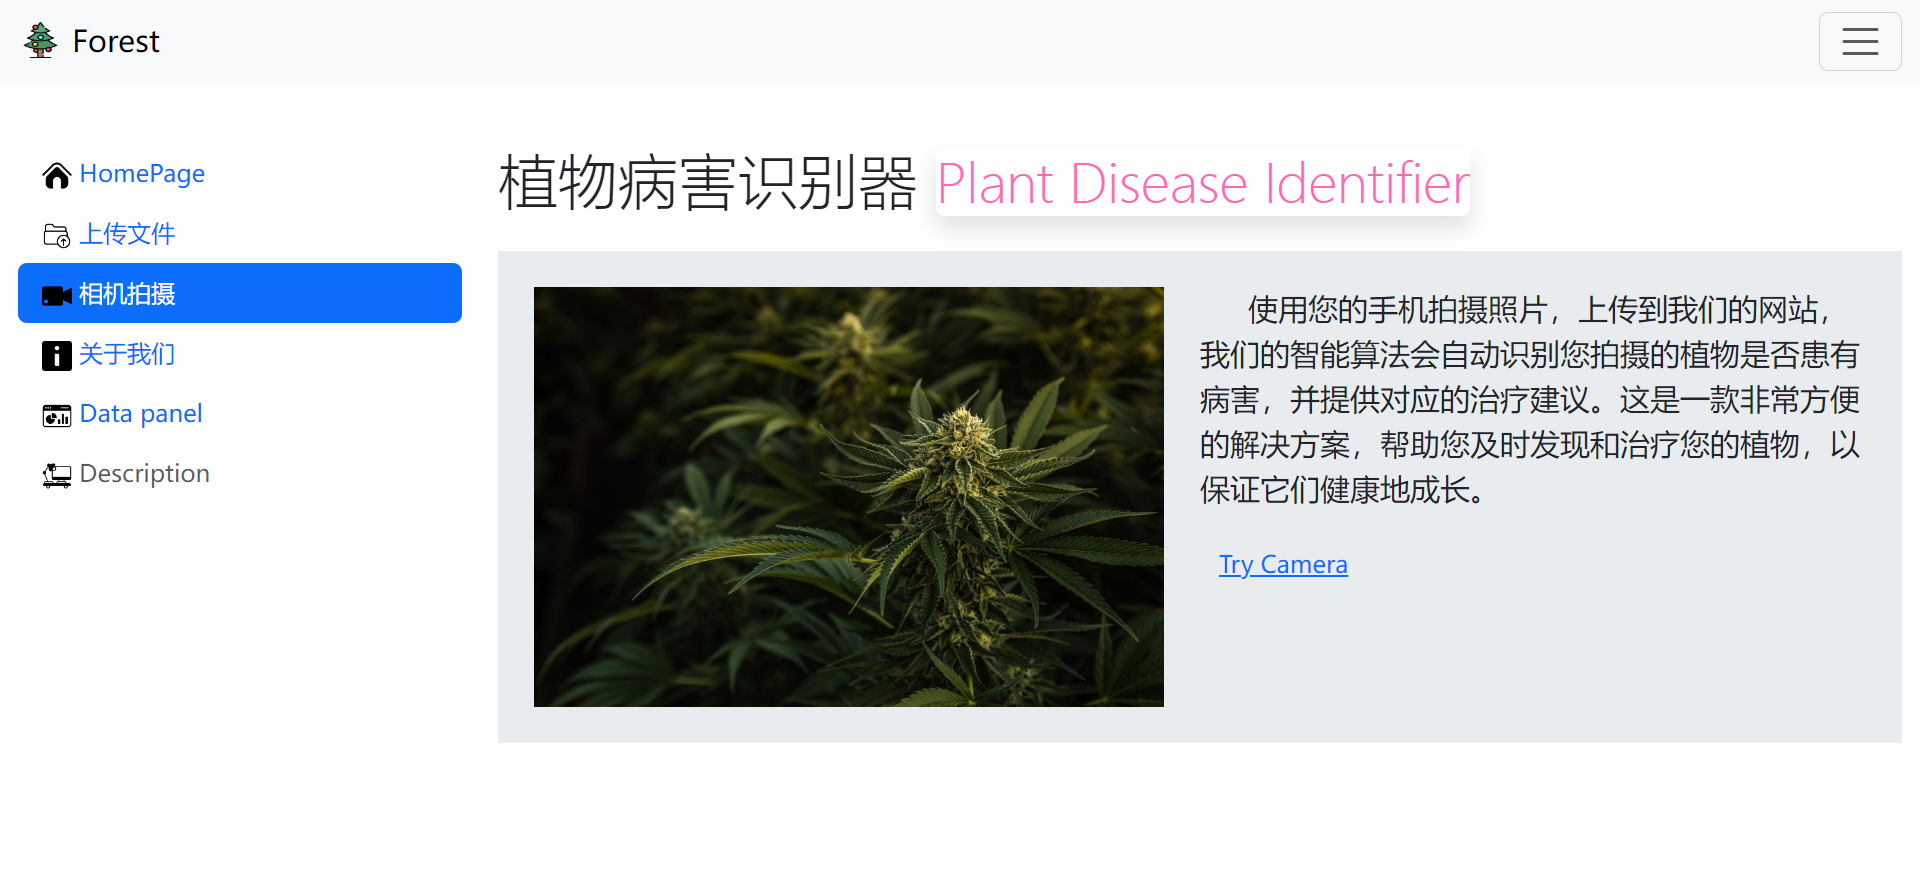 Forest
HomePage
上传文件
相机拍摄
关于我们
Data panel
Description
植物病害识别器 Plant Disease Identifier
使用您的手机拍摄照片，上传到我们的网站，
我们的智能算法会自动识别您拍摄的植物是否患有
病害，并提供对应的治疗建议。这是一款非常方便
的解决方案，帮助您及时发现和治疗您的植物，以
保证它们健康地成长。
Try Camera